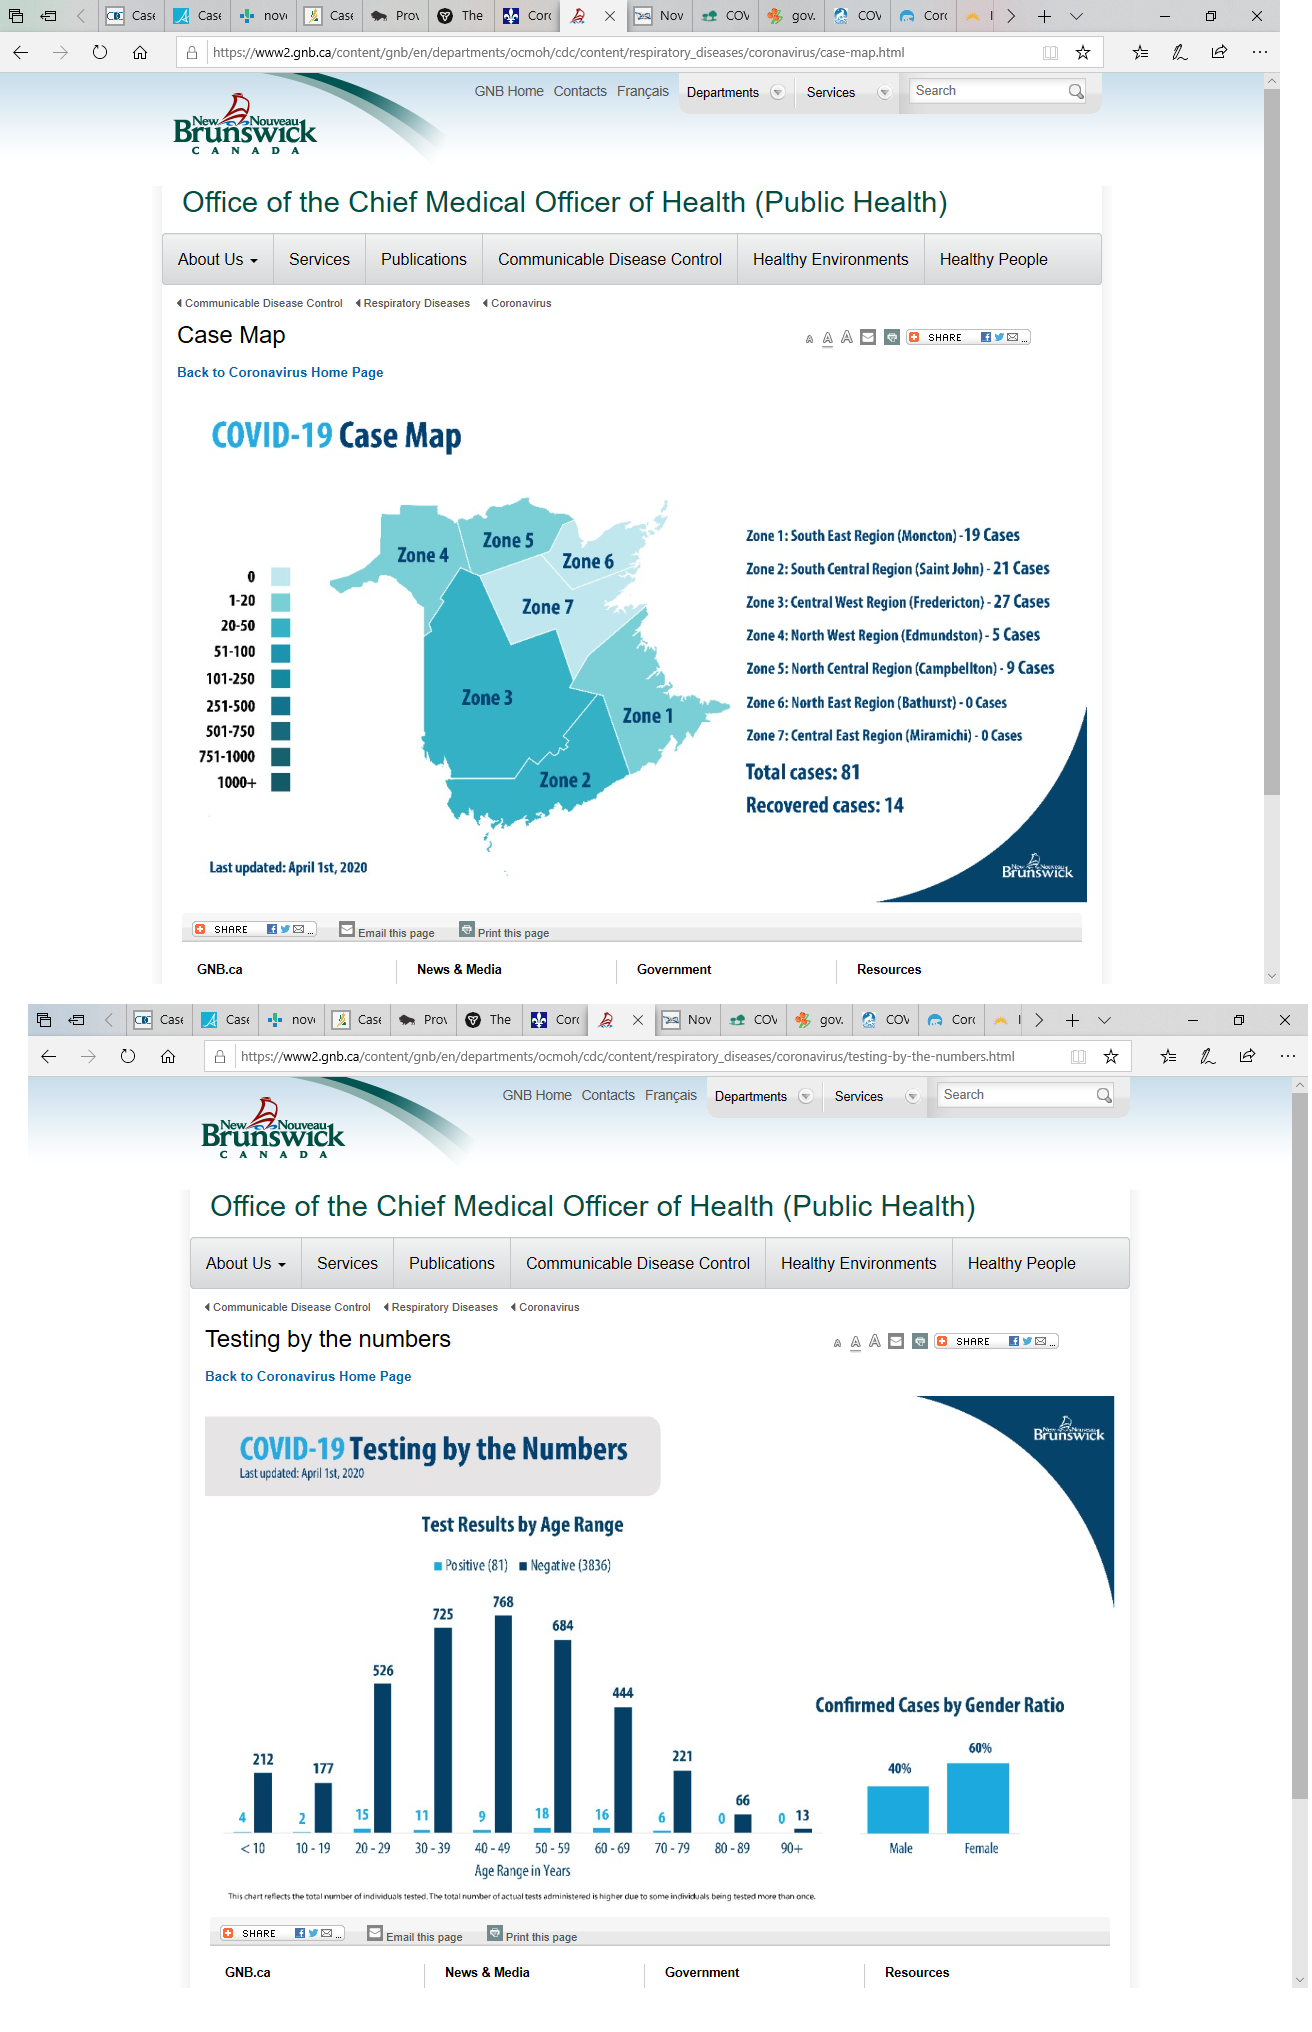 Case Case nov Case Prov The Coro Nov COV gov. COV Coro
https://www2.gnb.ca/content/gnb/en/departments/ocmoh/cdc/content/respiratory_diseases/coronavirus/case-map.html
GNB Home Contacts Français Departments Services Search
New Nouveau
Brunswick
CANADA
Office of the Chief Medical Officer of Health (Public Health)
About Us Services Publications Communicable Disease Control Healthy Environments Healthy People
Communicable Disease Control Respiratory Diseases Coronavirus
Case Map
A A A SHARE ...
Back to Coronavirus Home Page
COVID-19 Case Map
Zone 4
Zone 5
Zone 6
Zone 7
Zone 3
Zone 1
Zone 2
0
1-20
20-50
51-100
101-250
251-500
501-750
751-1000
1000+
Zone 1: South East Region (Moncton) -19 Cases
Zone 2: South Central Region (Saint John) - 21 Cases
Zone 3: Central West Region (Fredericton) - 27 Cases
Zone 4: North West Region (Edmundston) - 5 Cases
Zone 5: North Central Region (Campbellton) - 9 Cases
Zone 6: North East Region (Bathurst) - 0 Cases
Zone 7: Central East Region (Miramichi) - 0 Cases
Total cases: 81
Recovered cases: 14
Last updated: April 1st, 2020
New Nouveau
Brunswick
SHARE ... Email this page Print this page
GNB.ca News & Media Government Resources
Case Case nov Case Prov The Coro Nov COV gov. COV Coro
https://www2.gnb.ca/content/gnb/en/departments/ocmoh/cdc/content/respiratory_diseases/coronavirus/testing-by-the-numbers.html
GNB Home Contacts Français Departments Services Search
New Nouveau
Brunswick
CANADA
Office of the Chief Medical Officer of Health (Public Health)
About Us Services Publications Communicable Disease Control Healthy Environments Healthy People
Communicable Disease Control Respiratory Diseases Coronavirus
Testing by the numbers
A A A SHARE ...
Back to Coronavirus Home Page
New Nouveau
Brunswick
COVID-19 Testing by the Numbers
Last updated: April 1st, 2020
Test Results by Age Range
Positive (81) Negative (3836)
4 212 2 177 15 526 11 725 9 768 18 684 16 444 6 221 0 66 0 13
< 10 10 - 19 20 - 29 30 - 39 40 - 49 50 - 59 60 - 69 70 - 79 80 - 89 90+
Age Range in Years
Confirmed Cases by Gender Ratio
40% 60%
Male Female
This chart reflects the total number of individuals tested. The total number of actual tests administered is higher due to some individuals being tested more than once.
SHARE ... Email this page Print this page
GNB.ca News & Media Government Resources